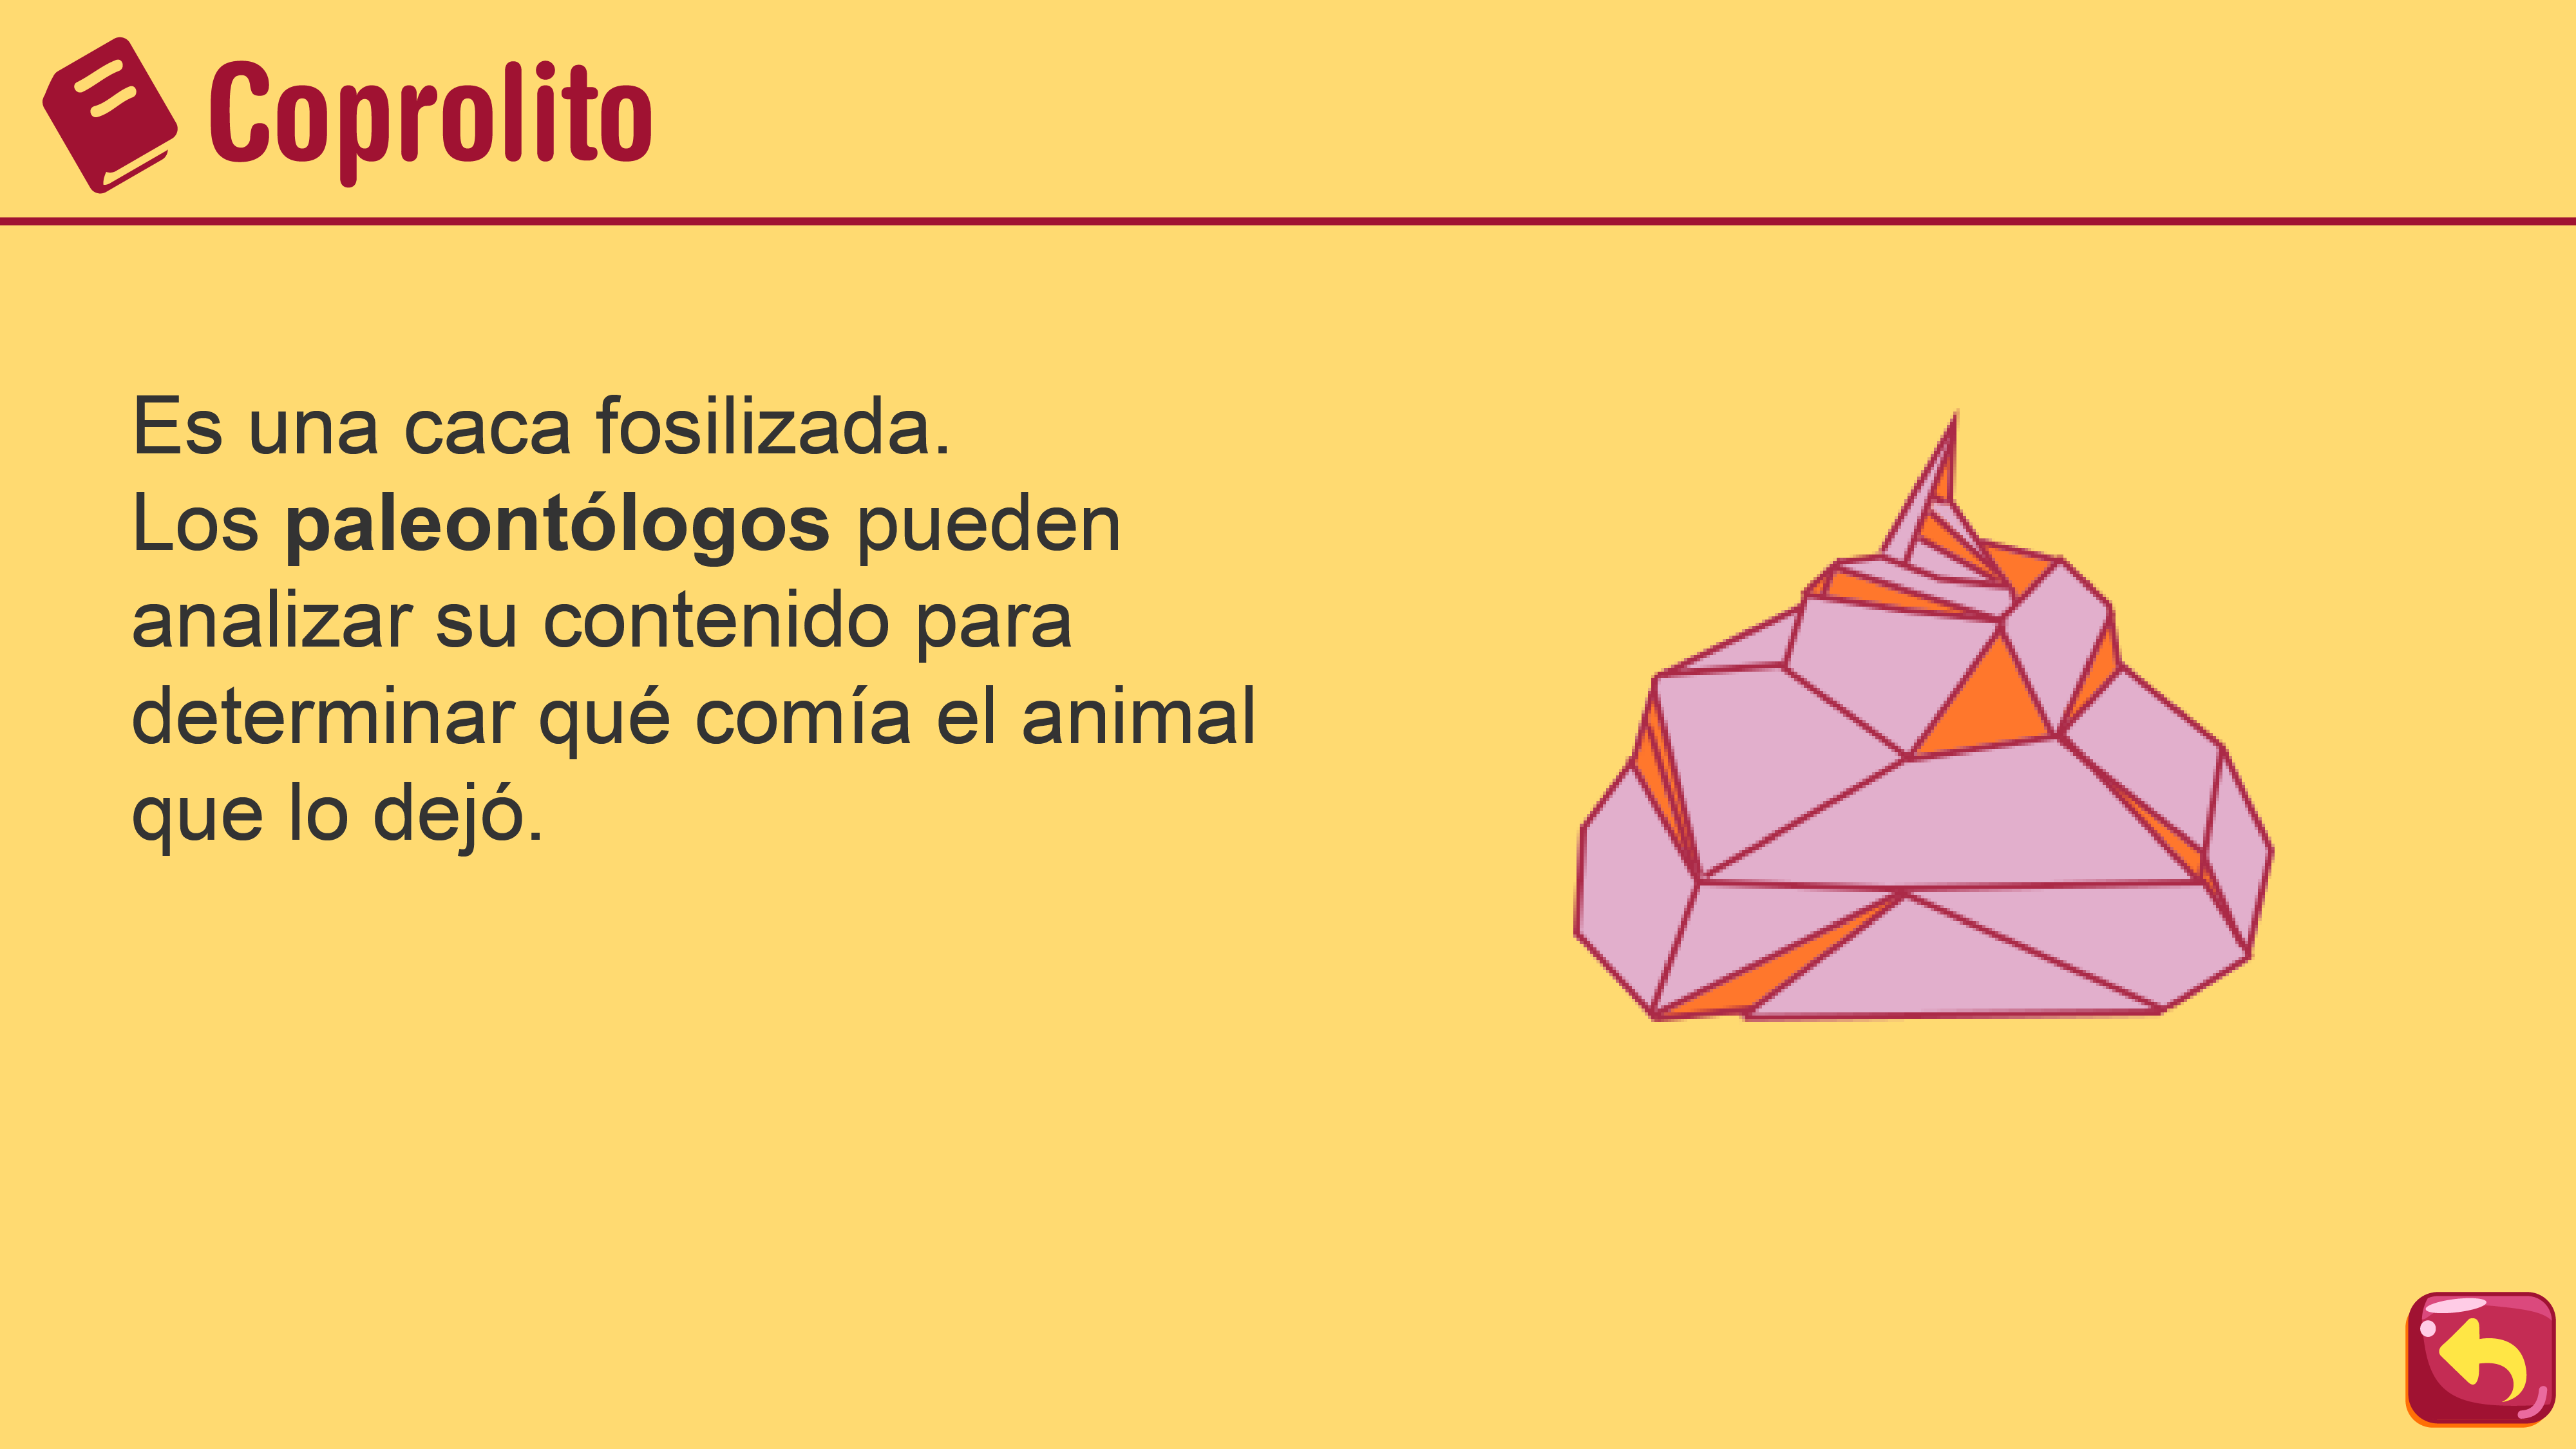 Coprolito
Es una caca fosilizada.
Los paleontólogos pueden
analizar su contenido para
determinar qué comía el animal
que lo dejó.